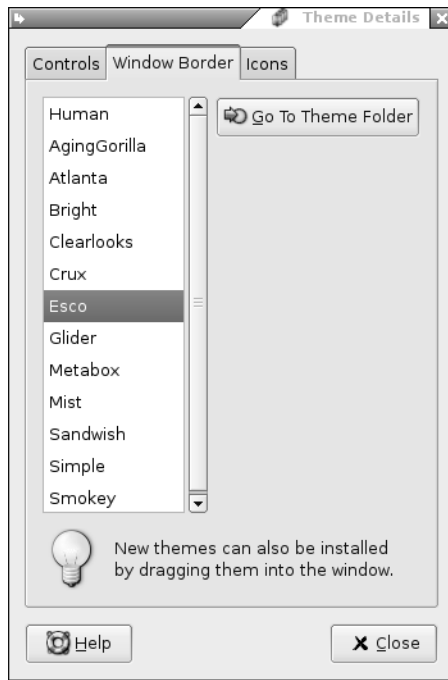 Theme Details
Controls Window Border Icons
Human
AgingGorilla
Atlanta
Bright
Clearlooks
Crux
Esco
Glider
Metabox
Mist
Sandwish
Simple
Smokey
Go To Theme Folder
New themes can also be installed
by dragging them into the window.
Help
Close